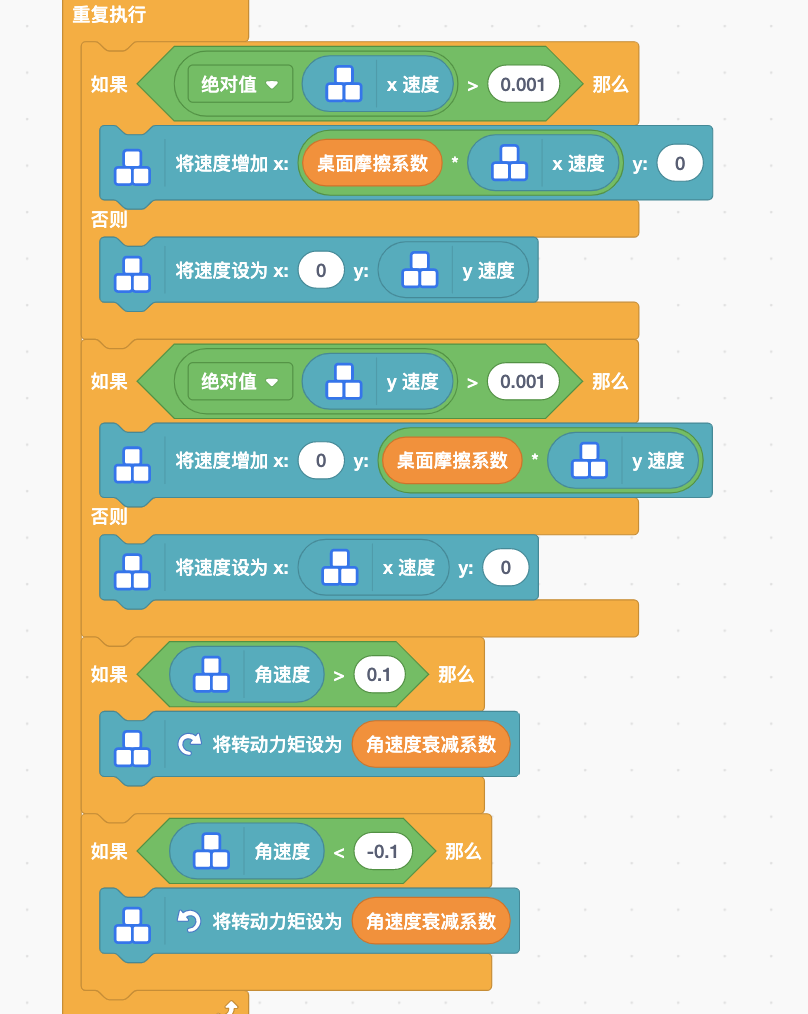 重复执行
如果 绝对值 x 速度 > 0.001 那么
将速度增加 x: 桌面摩擦系数 * x 速度 y: 0
否则
将速度设为 x: 0 y: y 速度
如果 绝对值 y 速度 > 0.001 那么
将速度增加 x: 0 y: 桌面摩擦系数 * y 速度
否则
将速度设为 x: x 速度 y: 0
如果 角速度 > 0.1 那么
将转动力矩设为 角速度衰减系数
如果 角速度 < -0.1 那么
将转动力矩设为 角速度衰减系数